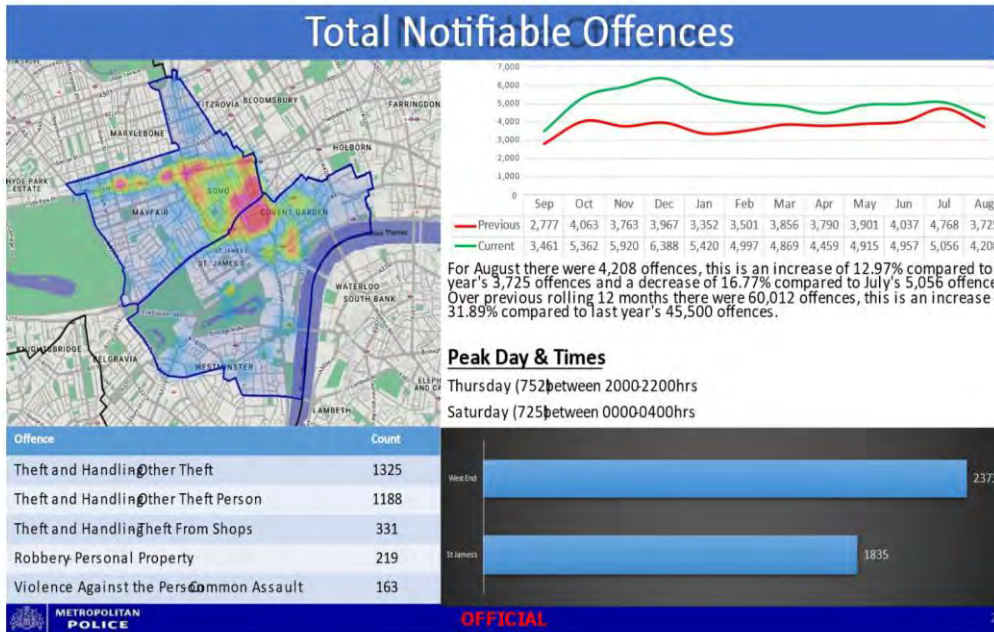 Total Notifiable Offences
FITZROVIA
BLOOMSBURY
FARRINGDON
MARYLEBONE
HOLBORN
HYDE PARK
ESTATE
SOHO
MAYFAIR
COVENT GARDEN
ST JAMES'S
ST. JAMES'S
WATERLOO
SOUTH BANK
KNIGHTSBRIDGE
BELGRAVIA
WESTMINSTER
LAMBETH
7,000
6,000
5,000
4,000
3,000
2,000
1,000
0
Sep Oct Nov Dec Jan Feb Mar Apr May Jun Jul Aug
Previous 2,777 4,063 3,763 3,967 3,352 3,501 3,856 3,790 3,901 4,037 4,768 3,725
Current 3,461 5,362 5,920 6,388 5,420 4,997 4,869 4,459 4,915 4,957 5,056 4,208
For August there were 4,208 offences, this is an increase of 12.97% compared to
year's 3,725 offences and a decrease of 16.77% compared to July's 5,056 offence
Over previous rolling 12 months there were 60,012 offences, this is an increase
31.89% compared to last year's 45,500 offences.
Peak Day & Times
Thursday (752) between 2000-2200hrs
Saturday (725) between 0000-0400hrs
Offence Count
Theft and Handling-Other Theft 1325
Theft and Handling-Other Theft Person 1188
Theft and Handling-Theft From Shops 331
Robbery- Personal Property 219
Violence Against the Person-Common Assault 163
West End 237
St James's 1835
METROPOLITAN
POLICE
OFFICIAL